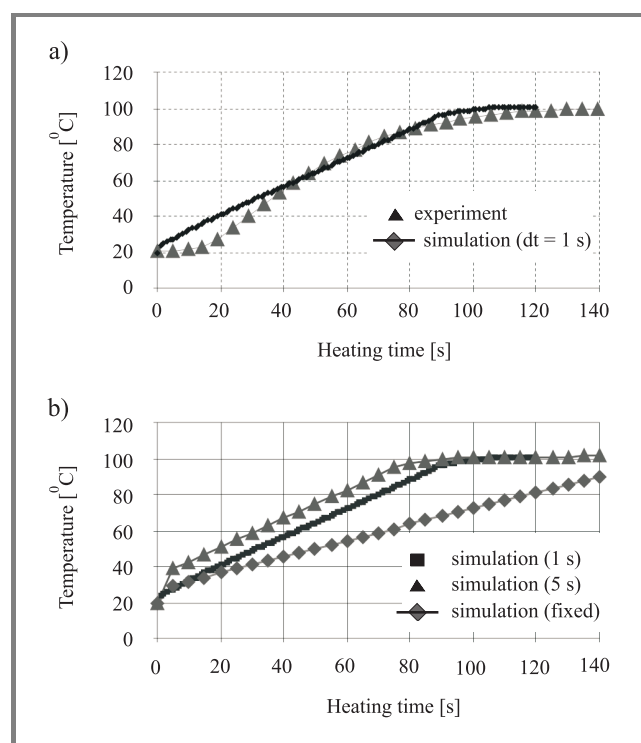 a)
120
100
80
60
40
20
0
Temperature [⁰C]
experiment
simulation (dt = 1 s)
0 20 40 60 80 100 120 140
Heating time [s]
b)
120
100
80
60
40
20
0
Temperature [⁰C]
simulation (1 s)
simulation (5 s)
simulation (fixed)
0 20 40 60 80 100 120 140
Heating time [s]